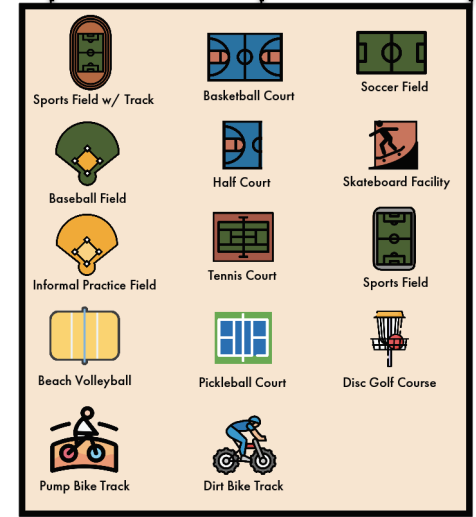 Sports Field w/ Track
Basketball Court
Soccer Field
Baseball Field
Half Court
Skateboard Facility
Informal Practice Field
Tennis Court
Sports Field
Beach Volleyball
Pickleball Court
Disc Golf Course
Pump Bike Track
Dirt Bike Track